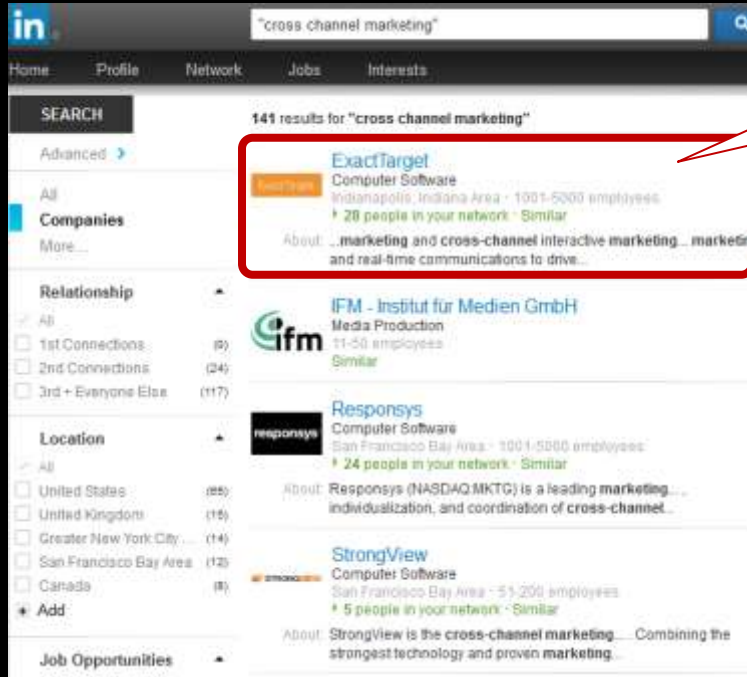 in
"cross channel marketing"
Home Profile Network Jobs Interests
SEARCH
Advanced >
All
Companies
More...
Relationship
All
1st Connections (0)
2nd Connections (24)
3rd + Everyone Else (117)
Location
All
United States (85)
United Kingdom (15)
Greater New York City ... (14)
San Francisco Bay Area (12)
Canada (8)
+ Add
Job Opportunities
141 results for "cross channel marketing"
ExactTarget
Computer Software
Indianapolis, Indiana Area · 1001-5000 employees
28 people in your network · Similar
About: ...marketing and cross-channel interactive marketing... marketin
and real-time communications to drive...
ifm
IFM - Institut für Medien GmbH
Media Production
11-50 employees
Similar
responsys
Responsys
Computer Software
San Francisco Bay Area · 1001-5000 employees
24 people in your network · Similar
About: Responsys (NASDAQ:MKTG) is a leading marketing... .
individualization, and coordination of cross-channel...
StrongView
Computer Software
San Francisco Bay Area · 51-200 employees
5 people in your network · Similar
About: StrongView is the cross-channel marketing... . Combining the
strongest technology and proven marketing...